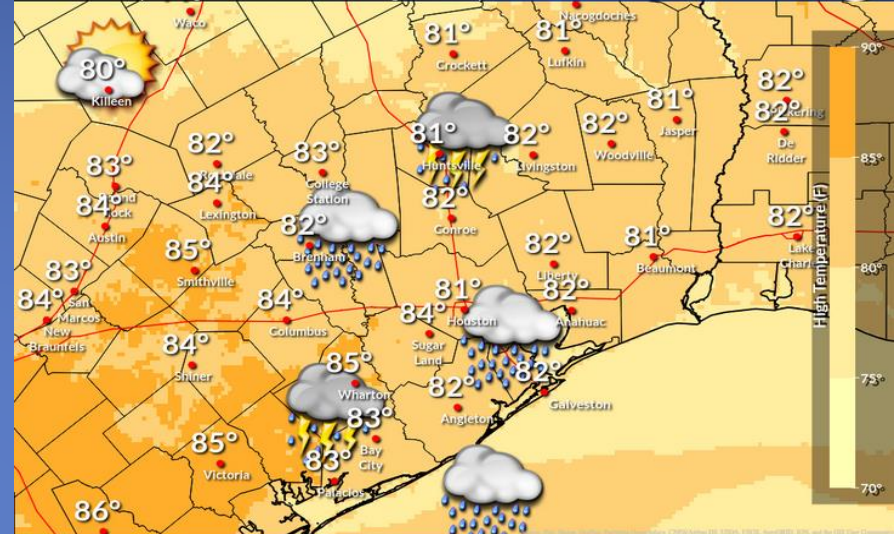 Waco
Nacogdoches
81°
Crockett
81°
Lufkin
90°
80°
Killeen
82°
82°
De
Ridder
81°
Jasper
81°
Huntsville
82°
Livingston
82°
Woodville
85°
83°
College
Station
82°
83°
Austin
84°
84°
Lexington
82°
Conroe
82°
Brenham
82°
Lake
81°
Beaumont
82°
Liberty
80°
High Temperature (F)
85°
Smithville
83°
San
Marcos
84°
New
Braunfels
84°
Columbus
81°
Houston
82°
Anahuac
84°
Sugar
Land
84°
Shiner
85°
Wharton
82°
Galveston
75°
82°
Angleton
83°
Bay
City
85°
Victoria
83°
Palacios
70°
86°